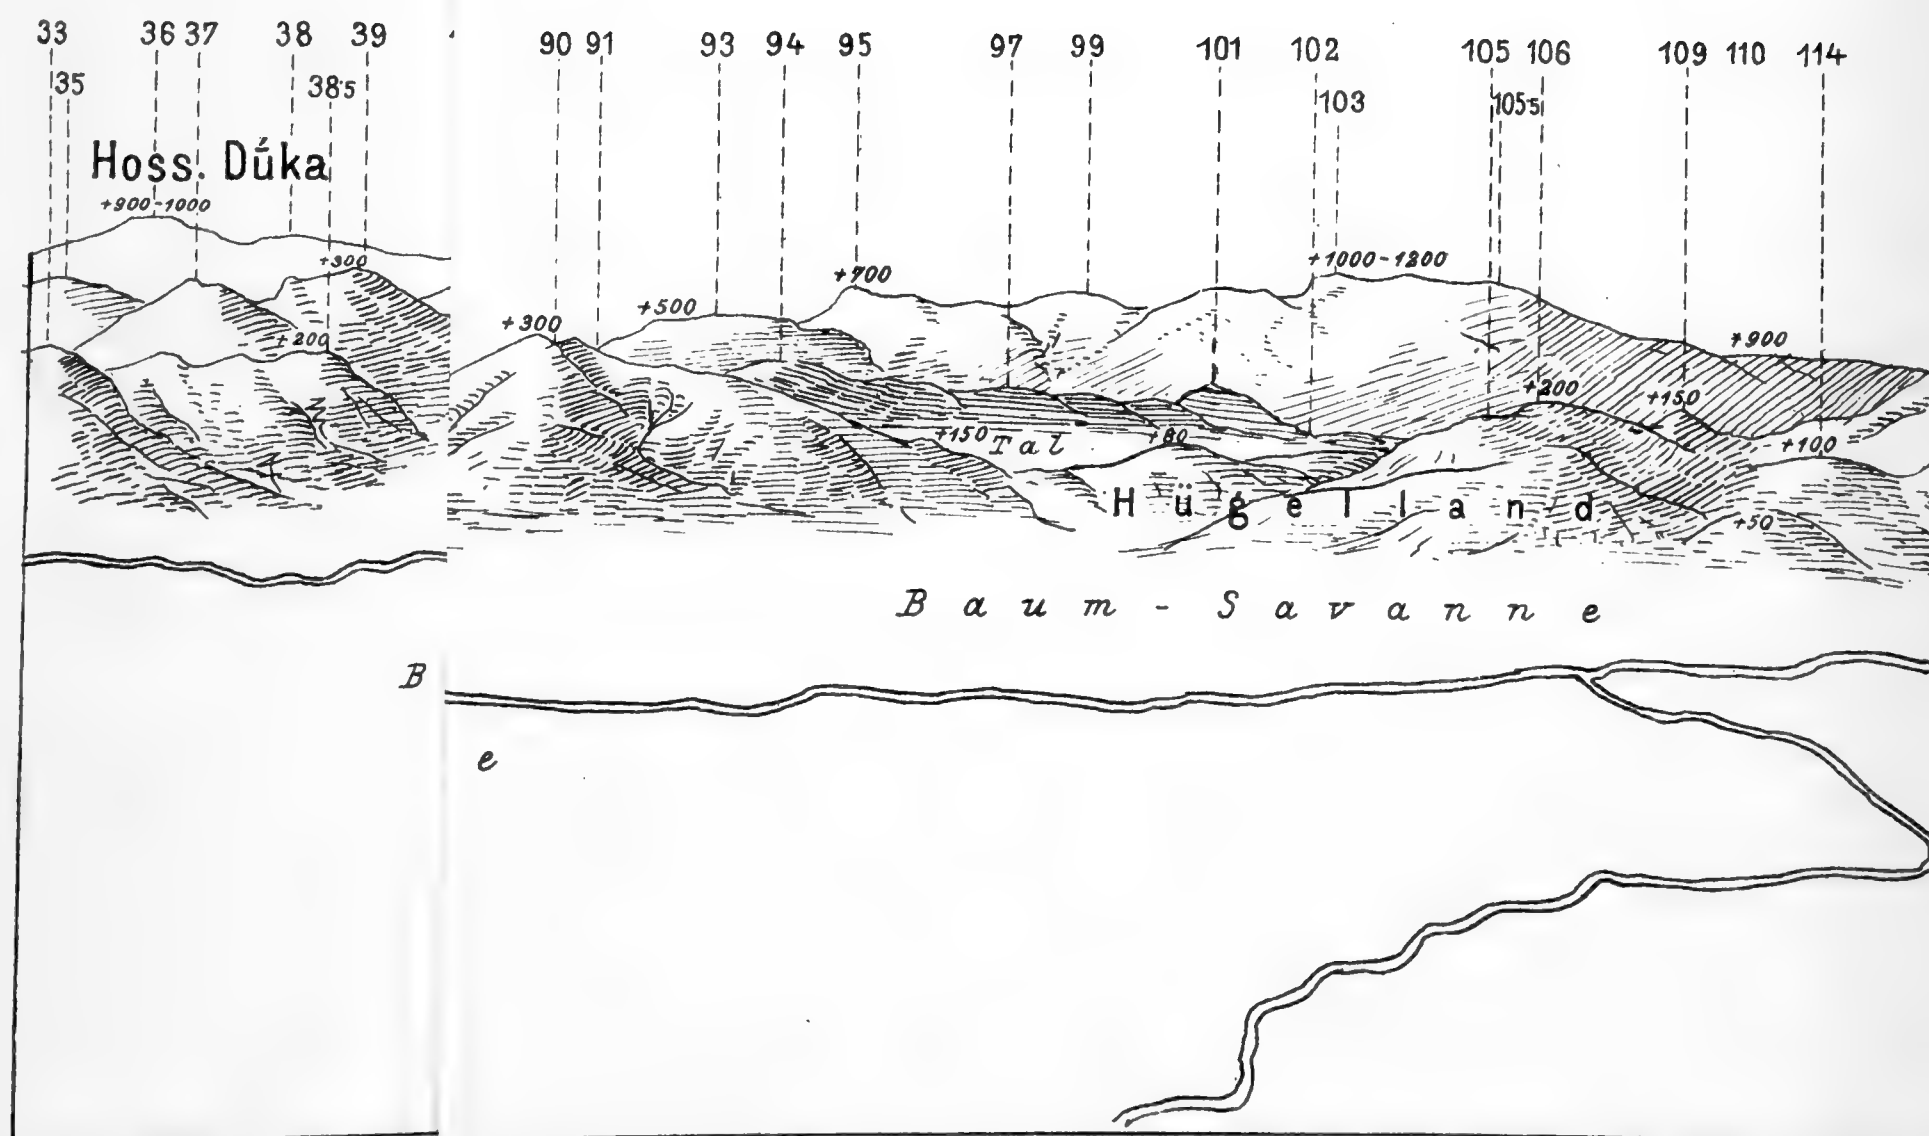 33 36 37 38 39 90 91 93 94 95 97 99 101 102 105 106 109 110 114
35 38·5 103 105·5
Hoss. Dűka
+900-1000
+300 +700 +1000-1200
+200 +300 +500 +900
+200 +150
+150 Tal +80 +100
Hügelland
+50
Baum-Savanne
B
e